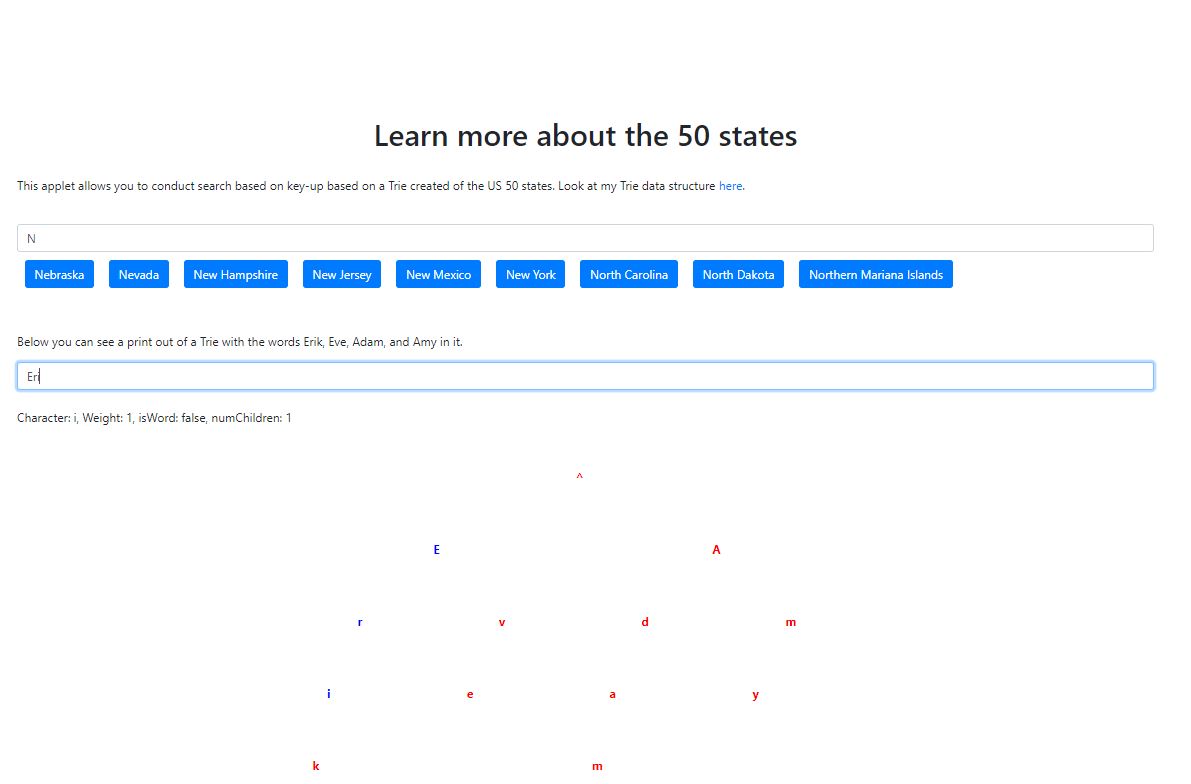 Learn more about the 50 states
This applet allows you to conduct search based on key-up based on a Trie created of the US 50 states. Look at my Trie data structure here.
N
Nebraska Nevada New Hampshire New Jersey New Mexico New York North Carolina North Dakota Northern Mariana Islands
Below you can see a print out of a Trie with the words Erik, Eve, Adam, and Amy in it.
Eri
Character: i, Weight: 1, isWord: false, numChildren: 1
^
E A
r v d m
i e a y
k m